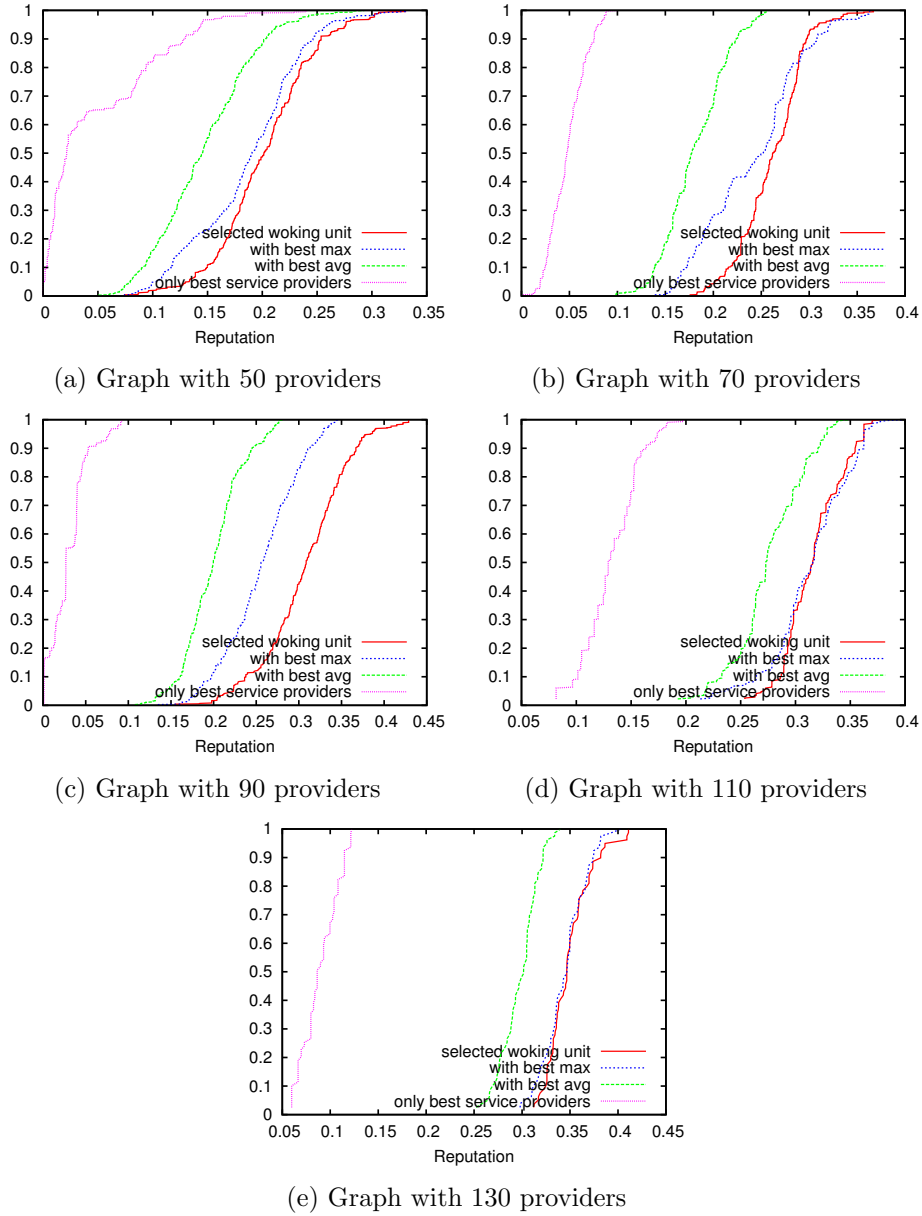 1
0.9
0.8
0.7
0.6
0.5
0.4
0.3
0.2
0.1
0
selected woking unit
with best max
with best avg
only best service providers
0 0.05 0.1 0.15 0.2 0.25 0.3 0.35
Reputation
(a) Graph with 50 providers
1
0.9
0.8
0.7
0.6
0.5
0.4
0.3
0.2
0.1
0
selected woking unit
with best max
with best avg
only best service providers
0 0.05 0.1 0.15 0.2 0.25 0.3 0.35 0.4
Reputation
(b) Graph with 70 providers
1
0.9
0.8
0.7
0.6
0.5
0.4
0.3
0.2
0.1
0
selected woking unit
with best max
with best avg
only best service providers
0 0.05 0.1 0.15 0.2 0.25 0.3 0.35 0.4 0.45
Reputation
(c) Graph with 90 providers
1
0.9
0.8
0.7
0.6
0.5
0.4
0.3
0.2
0.1
0
selected woking unit
with best max
with best avg
only best service providers
0.05 0.1 0.15 0.2 0.25 0.3 0.35 0.4
Reputation
(d) Graph with 110 providers
1
0.9
0.8
0.7
0.6
0.5
0.4
0.3
0.2
0.1
0
selected woking unit
with best max
with best avg
only best service providers
0.05 0.1 0.15 0.2 0.25 0.3 0.35 0.4 0.45
Reputation
(e) Graph with 130 providers